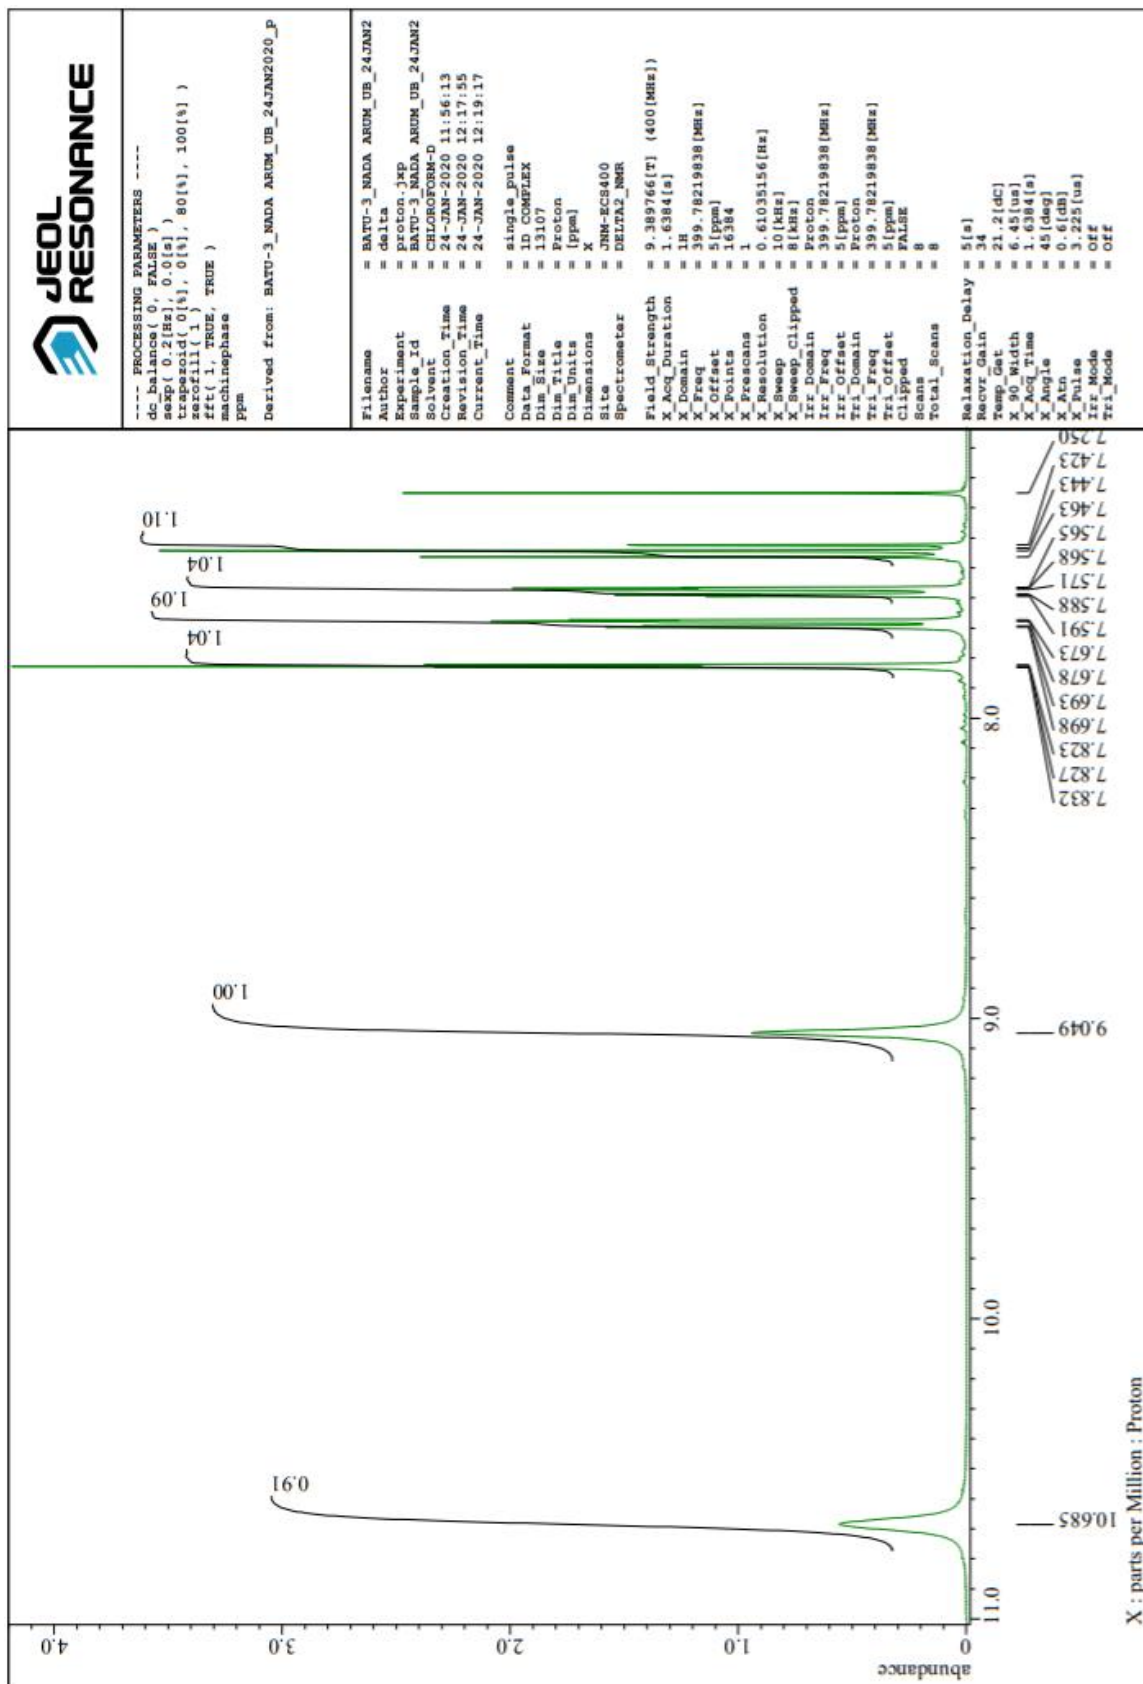 JEOL
RESONANCE
---- PROCESSING PARAMETERS ----
dc_balance( 0, FALSE )
sexp( 0.2[Hz], 0.0[s] )
trapezoid( 0[%], 0[%], 80[%], 100[%] )
zerofill( 1 )
fft( 1, TRUE, TRUE )
machinephase
ppm
Derived from: BATU-3_NADA ARUM_UB_24JAN2020_p
Filename = BATU-3_NADA ARUM_UB_24JAN2
Author = delta
Experiment = proton.jxp
Sample_Id = BATU-3_NADA ARUM_UB_24JAN2
Solvent = CHLOROFORM-D
Creation_Time = 24-JAN-2020 11:56:13
Revision_Time = 24-JAN-2020 12:17:55
Current_Time = 24-JAN-2020 12:19:17
Comment = single_pulse
Data Format = 1D COMPLEX
Dim_Size = 13107
Dim_Title = Proton
Dim_Units = [ppm]
Dimensions = X
Site = JNM-ECS400
Spectrometer = DELTA2_NMR
Field_Strength = 9.389766[T] (400[MHz])
X_Acq_Duration = 1.6384[s]
X_Domain = 1H
X_Freq = 399.78219838[MHz]
X_Offset = 5[ppm]
X_Points = 16384
X_Prescans = 1
X_Resolution = 0.61035156[Hz]
X_Sweep = 10[kHz]
X_Sweep_Clipped = 8[kHz]
Irr_Domain = Proton
Irr_Freq = 399.78219838[MHz]
Irr_Offset = 5[ppm]
Tri_Domain = Proton
Tri_Freq = 399.78219838[MHz]
Tri_Offset = 5[ppm]
Clipped = FALSE
Scans = 8
Total_Scans = 8
Relaxation_Delay = 5[s]
Recvr_Gain = 34
Temp_Get = 21.2[dC]
X_90_Width = 6.45[us]
X_Acq_Time = 1.6384[s]
X_Angle = 45[deg]
X_Atn = 0.6[dB]
X_Pulse = 3.225[us]
Irr_Mode = Off
Tri_Mode = Off
abundance
4.0
3.0
2.0
1.0
0
0.91
1.00
1.04
1.09
1.04
1.10
11.0
10.0
9.0
8.0
10.685
9.049
7.832
7.827
7.823
7.698
7.693
7.678
7.673
7.591
7.588
7.571
7.568
7.565
7.463
7.443
7.423
7.250
X : parts per Million : Proton